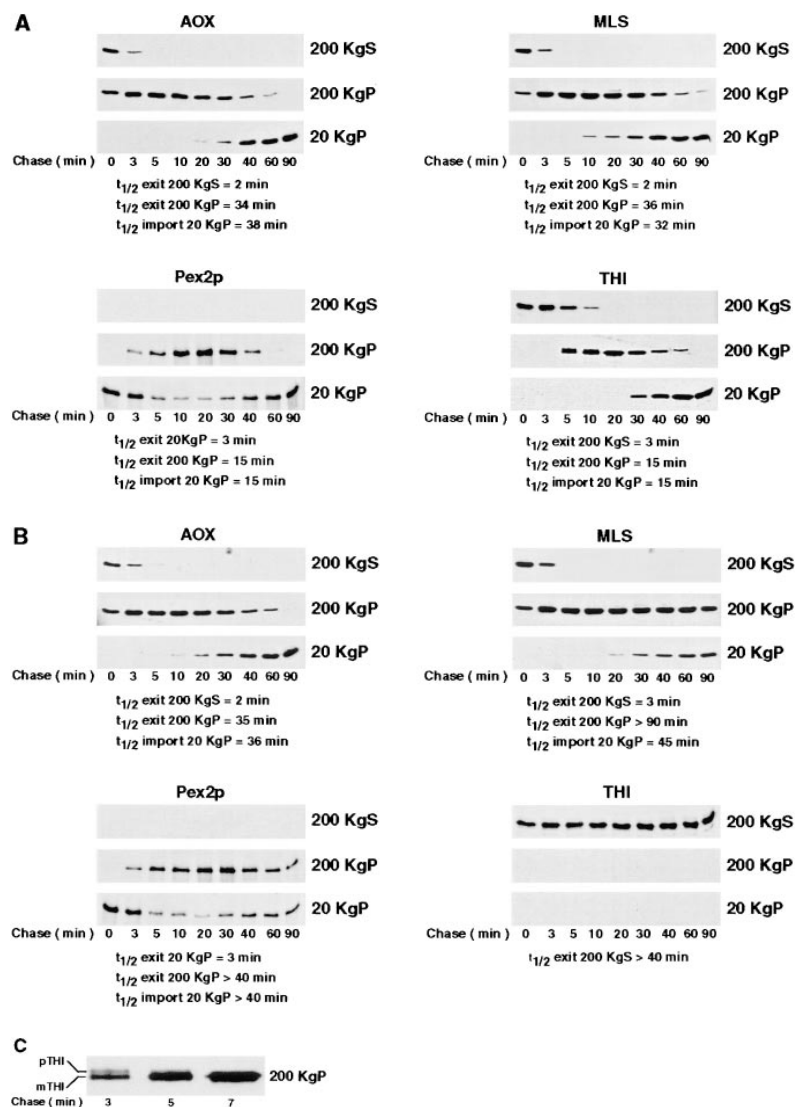 A
AOX
200 KgS
200 KgP
20 KgP
Chase ( min ) 0 3 5 10 20 30 40 60 90
t1/2 exit 200 KgS = 2 min
t1/2 exit 200 KgP = 34 min
t1/2 import 20 KgP = 38 min
MLS
200 KgS
200 KgP
20 KgP
Chase ( min ) 0 3 5 10 20 30 40 60 90
t1/2 exit 200 KgS = 2 min
t1/2 exit 200 KgP = 36 min
t1/2 import 20 KgP = 32 min
Pex2p
200 KgS
200 KgP
20 KgP
Chase ( min ) 0 3 5 10 20 30 40 60 90
t1/2 exit 20KgP = 3 min
t1/2 exit 200 KgP = 15 min
t1/2 import 20 KgP = 15 min
THI
200 KgS
200 KgP
20 KgP
Chase ( min ) 0 3 5 10 20 30 40 60 90
t1/2 exit 200 KgS = 3 min
t1/2 exit 200 KgP = 15 min
t1/2 import 20 KgP = 15 min
B
AOX
200 KgS
200 KgP
20 KgP
Chase ( min ) 0 3 5 10 20 30 40 60 90
t1/2 exit 200 KgS = 2 min
t1/2 exit 200 KgP = 35 min
t1/2 import 20 KgP = 36 min
MLS
200 KgS
200 KgP
20 KgP
Chase ( min ) 0 3 5 10 20 30 40 60 90
t1/2 exit 200 KgS = 3 min
t1/2 exit 200 KgP > 90 min
t1/2 import 20 KgP = 45 min
Pex2p
200 KgS
200 KgP
20 KgP
Chase ( min ) 0 3 5 10 20 30 40 60 90
t1/2 exit 20 KgP = 3 min
t1/2 exit 200 KgP > 40 min
t1/2 import 20 KgP > 40 min
THI
200 KgS
200 KgP
20 KgP
Chase ( min ) 0 3 5 10 20 30 40 60 90
t1/2 exit 200 KgS > 40 min
C
pTHI
mTHI
200 KgP
Chase ( min ) 3 5 7